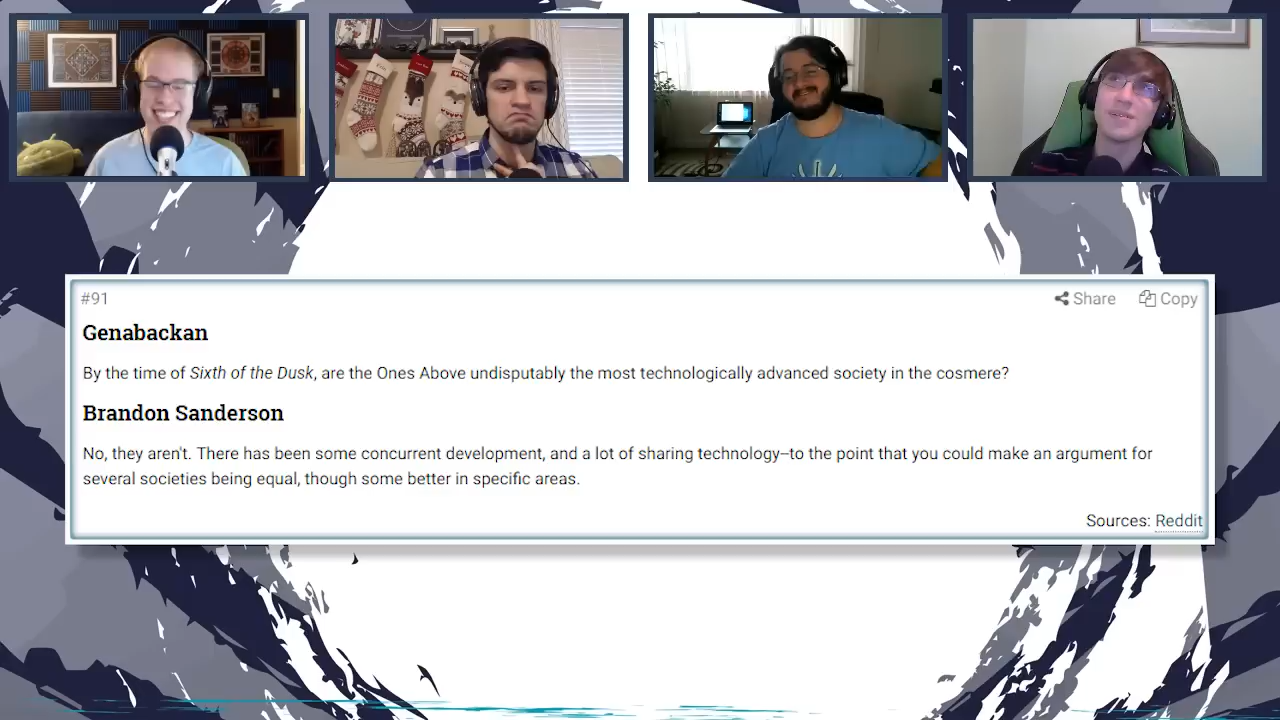 #91
Share
Copy
Genabackan
By the time of Sixth of the Dusk, are the Ones Above undisputably the most technologically advanced society in the cosmere?
Brandon Sanderson
No, they aren't. There has been some concurrent development, and a lot of sharing technology–to the point that you could make an argument for
several societies being equal, though some better in specific areas.
Sources: Reddit